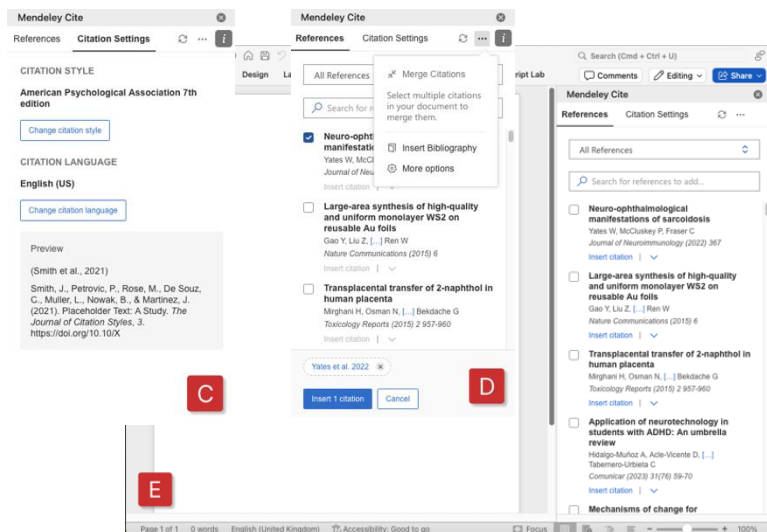 Mendeley Cite
References Citation Settings
CITATION STYLE
American Psychological Association 7th
edition
Change citation style
CITATION LANGUAGE
English (US)
Change citation language
Preview
(Smith et al., 2021)
Smith, J., Petrovic, P., Rose, M., De Souz,
C., Muller, L., Nowak, B., & Martinez, J.
(2021). Placeholder Text: A Study. The
Journal of Citation Styles, 3.
https://doi.org/10.10/X
C
Design
Mendeley Cite
References Citation Settings
All References
Search for
Merge Citations
Select multiple citations
in your document to
merge them.
Insert Bibliography
More options
Neuro-ophth
manifestatio
Yates W, McCl
Journal of Neu
Insert citation
Large-area synthesis of high-quality
and uniform monolayer WS2 on
reusable Au foils
Gao Y, Liu Z, [...] Ren W
Nature Communications (2015) 6
Insert citation
Transplacental transfer of 2-naphthol in
human placenta
Mirghani H, Osman N, [...] Bekdache G
Toxicology Reports (2015) 2 957-960
Insert citation
Yates et al. 2022
Insert 1 citation Cancel
D
Search (Cmd + Ctrl + U)
ript Lab
Comments Editing Share
Mendeley Cite
References Citation Settings
All References
Search for references to add...
Neuro-ophthalmological
manifestations of sarcoidosis
Yates W, McCluskey P, Fraser C
Journal of Neuroimmunology (2022) 367
Insert citation
Large-area synthesis of high-quality
and uniform monolayer WS2 on
reusable Au foils
Gao Y, Liu Z, [...] Ren W
Nature Communications (2015) 6
Insert citation
Transplacental transfer of 2-naphthol in
human placenta
Mirghani H, Osman N, [...] Bekdache G
Toxicology Reports (2015) 2 957-960
Insert citation
Application of neurotechnology in
students with ADHD: An umbrella
review
Hidalgo-Muñoz A, Acle-Vicente D, [...]
Tabernero-Urbieta C
Comunicar (2023) 31(76) 59-70
Insert citation
Mechanisms of change for
E
Page 1 of 1 0 words English (United Kingdom) Accessibility: Good to go Focus 100%